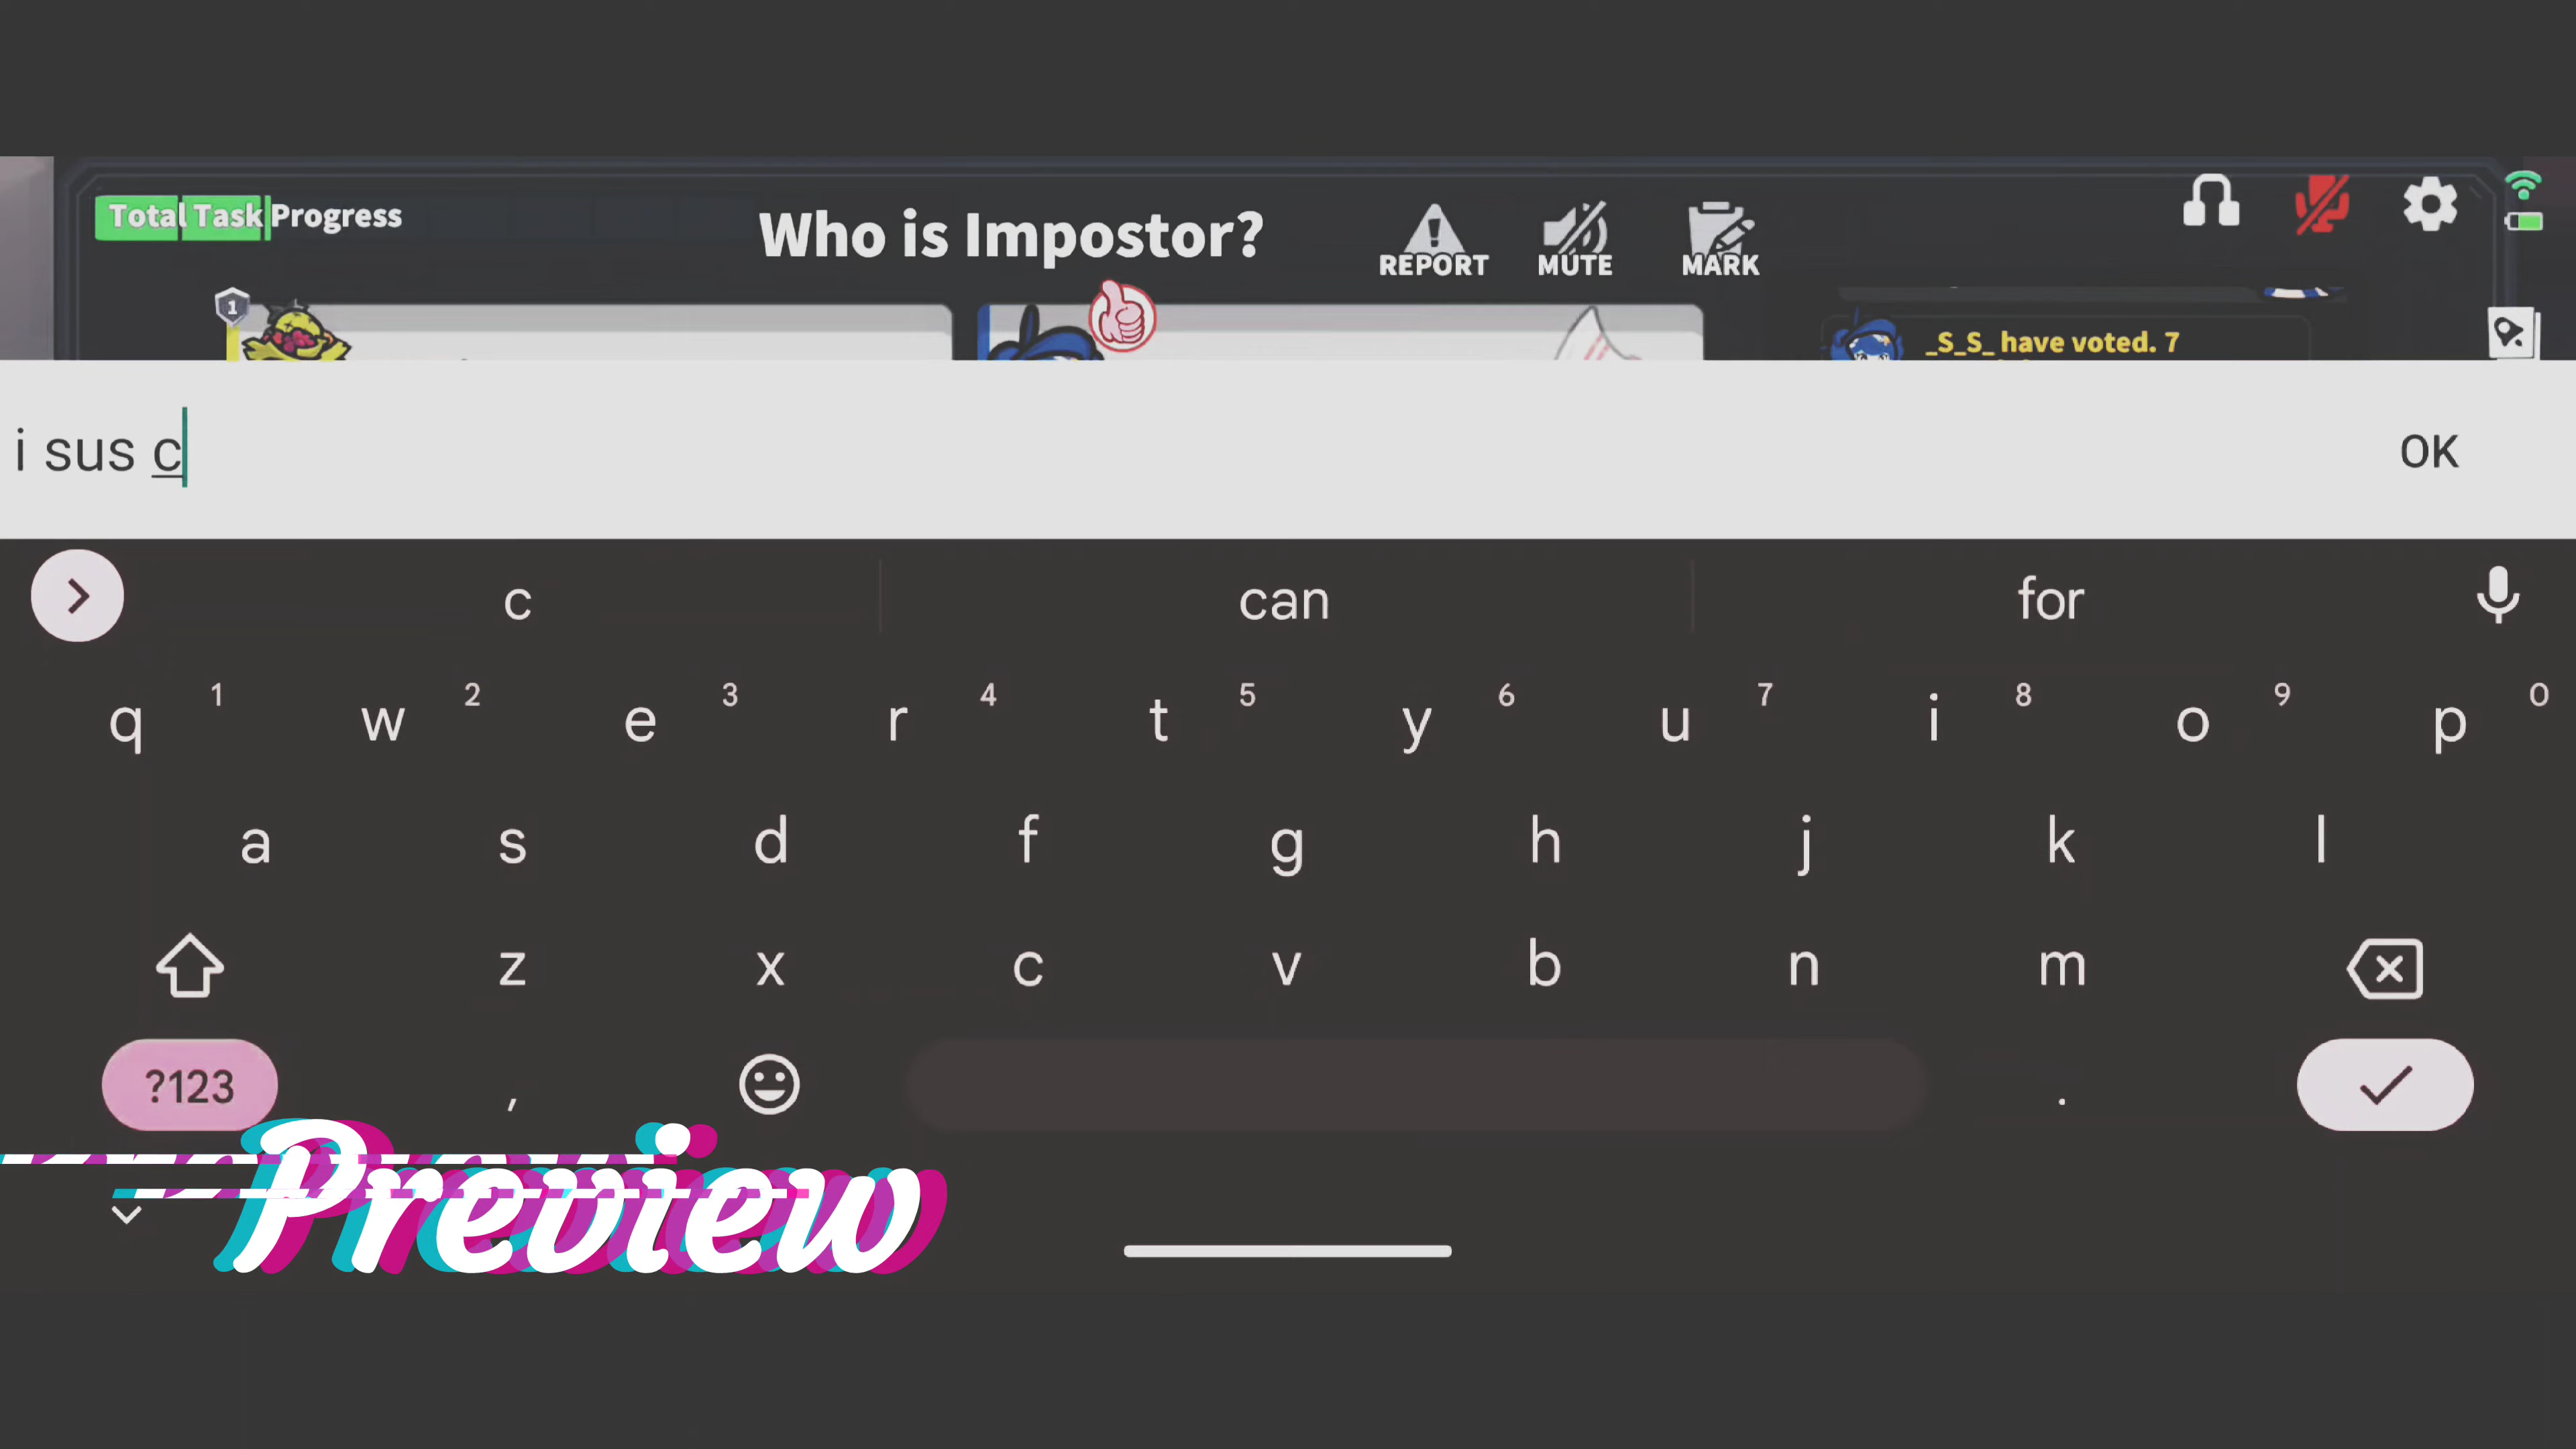 Total Task Progress
Who is Impostor?
REPORT
MUTE
MARK
1
_S_S_ have voted. 7
i sus c
OK
c can for
q 1 w 2 e 3 r 4 t 5 y 6 u 7 i 8 o 9 p 0
a s d f g h j k l
z x c v b n m
?123 , .
Preview